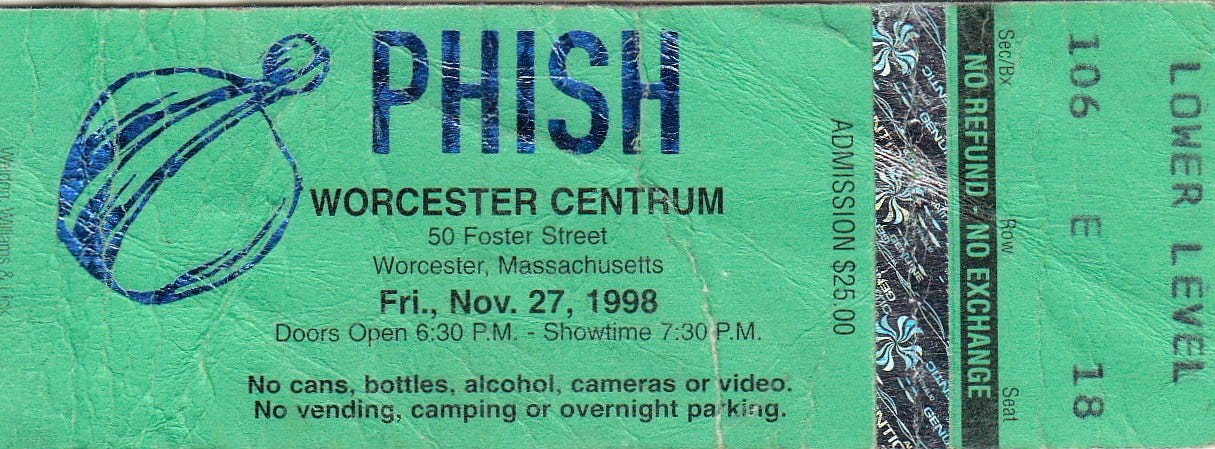 PHISH
WORCESTER CENTRUM
50 Foster Street
Worcester, Massachusetts
Fri., Nov. 27, 1998
Doors Open 6:30 P.M. - Showtime 7:30 P.M.
No cans, bottles, alcohol, cameras or video.
No vending, camping or overnight parking.
ADMISSION $25.00
NO REFUND - NO EXCHANGE
Sec/Bx Row Seat
106 E 18
LOWER LEVEL